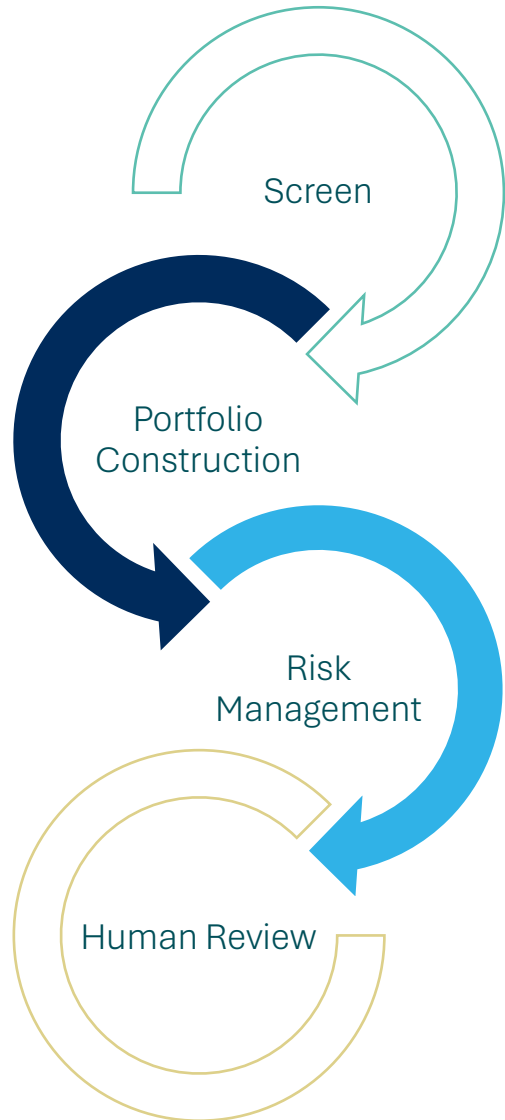 Screen
Portfolio
Construction
Risk
Management
Human Review